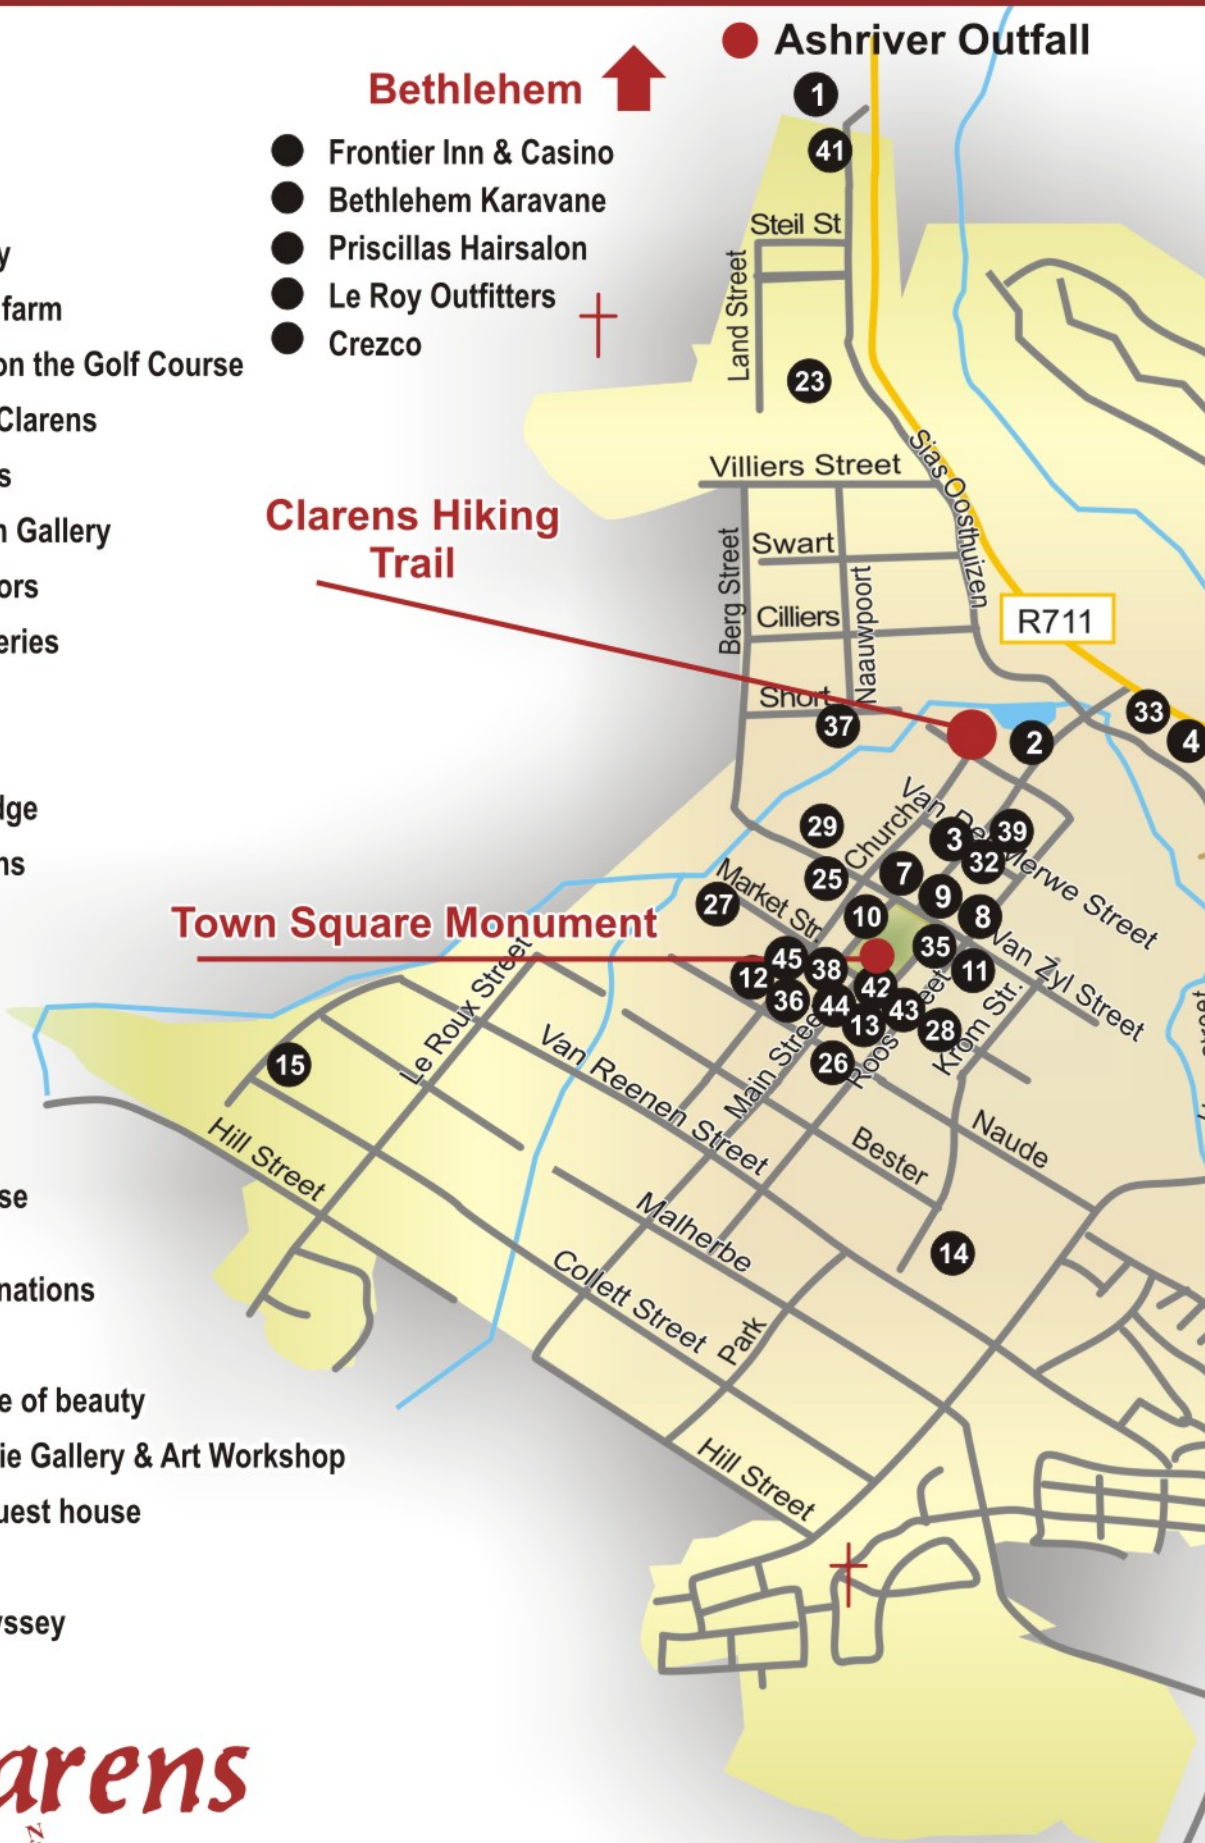 Ashriver Outfall
Bethlehem
Frontier Inn & Casino
Bethlehem Karavane
Priscillas Hairsalon
Le Roy Outfitters
Crezco
y
farm
on the Golf Course
Clarens
s
n Gallery
ors
eries
dge
ns
se
nations
e of beauty
ie Gallery & Art Workshop
uest house
yssey
arens
N
1
41
Steil St
Land Street
23
Villiers Street
Sias Oosthuizen
Clarens Hiking
Trail
Swart
Berg Street
Naauwpoort
Cilliers
R711
Short
37
2
33
4
29
Church
Van Der Merwe Street
3
39
32
25
7
27
Market Str.
9
10
8
Town Square Monument
35
Van Zyl Street
45
38
11
12
36
42
44
43
13
28
Krom Str.
26
Main Street
Roos Street
Le Roux Street
15
Van Reenen Street
Hill Street
Bester
Naude
Malherbe
14
Collett Street
Park
Hill Street